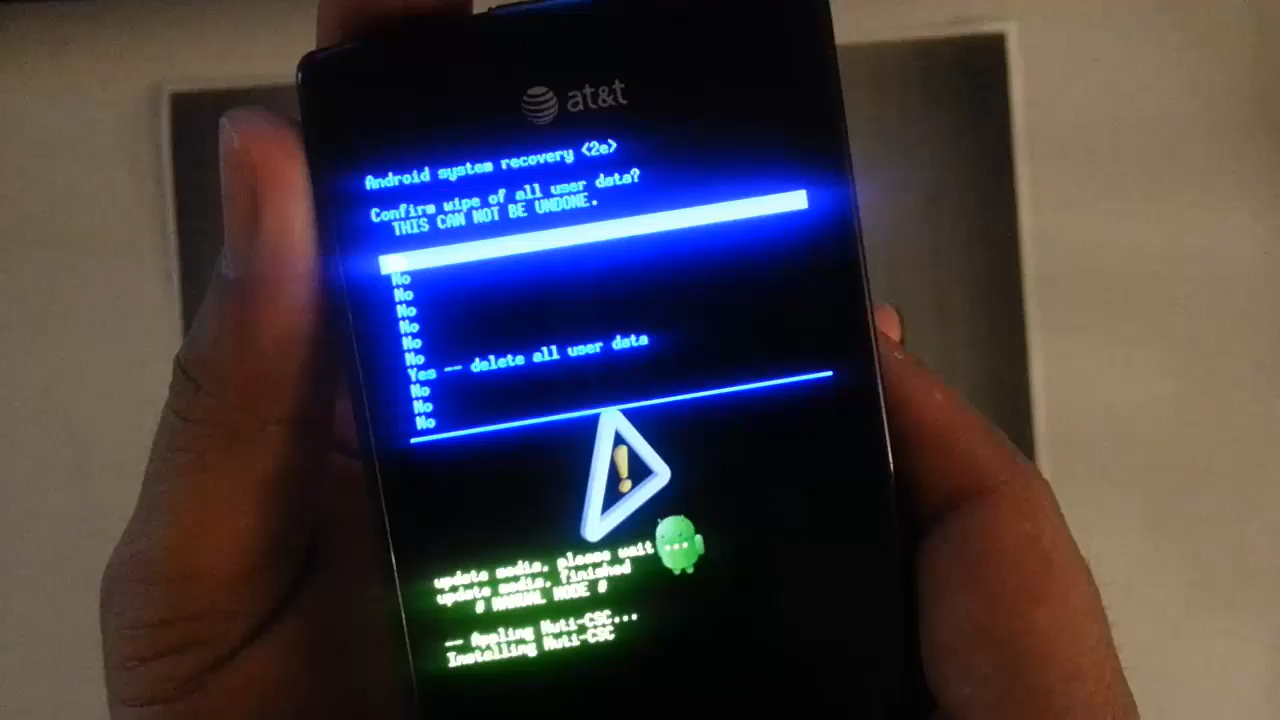 at&t
Android system recovery <2e>
Confirm wipe of all user data?
THIS CAN NOT BE UNDONE.
No
No
No
No
No
No
Yes -- delete all user data
No
No
No
update media, please wait
update media, finished
# MANUAL MODE #
-- Appling Muti-CSC...
Installing Muti-CSC